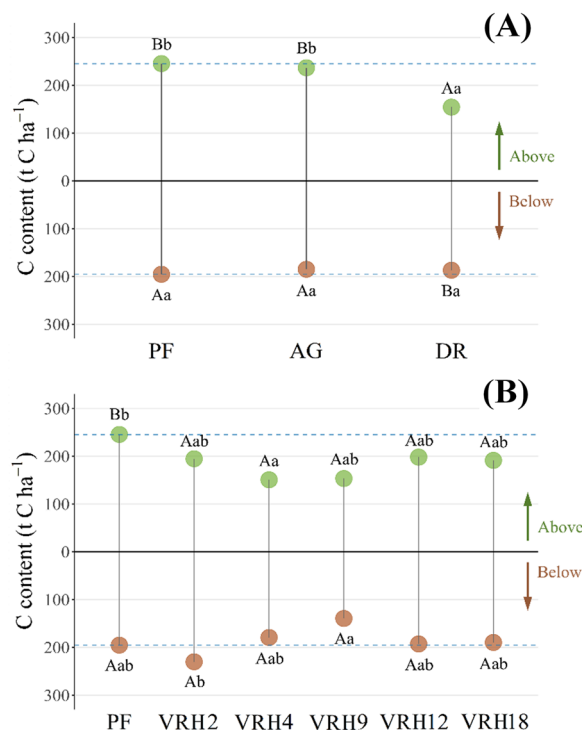 (A)
300
200
100
0
100
200
300
C content (t C ha⁻¹)
Bb
Bb
Aa
Above
Below
Aa
Aa
Ba
PF AG DR
(B)
300
200
100
0
100
200
300
C content (t C ha⁻¹)
Bb
Aab
Aa
Aab
Aab
Aab
Above
Below
Aab
Ab
Aab
Aa
Aab
Aab
PF VRH2 VRH4 VRH9 VRH12 VRH18